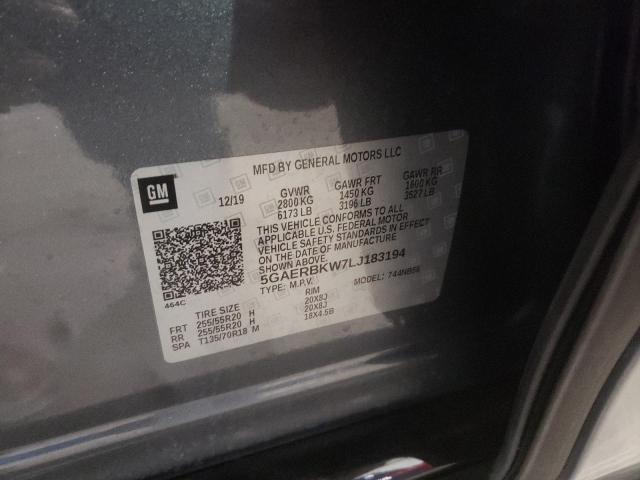 MFD BY GENERAL MOTORS LLC
GM
12/19
GVWR GAWR FRT GAWR RR
2800 KG 1450 KG 1600 KG
6173 LB 3196 LB 3527 LB
THIS VEHICLE CONFORMS TO ALL
APPLICABLE U.S. FEDERAL MOTOR
VEHICLE SAFETY STANDARDS IN EFFECT
ON THE DATE OF MANUFACTURE
SHOWN ABOVE.
5GAERBKW7LJ183194
TYPE: M.P.V. MODEL: 744NB56
464C
TIRE SIZE RIM
FRT 255/55R20 H 20X8J
RR 255/55R20 H 20X8J
SPA T135/70R18 M 18X4.5B